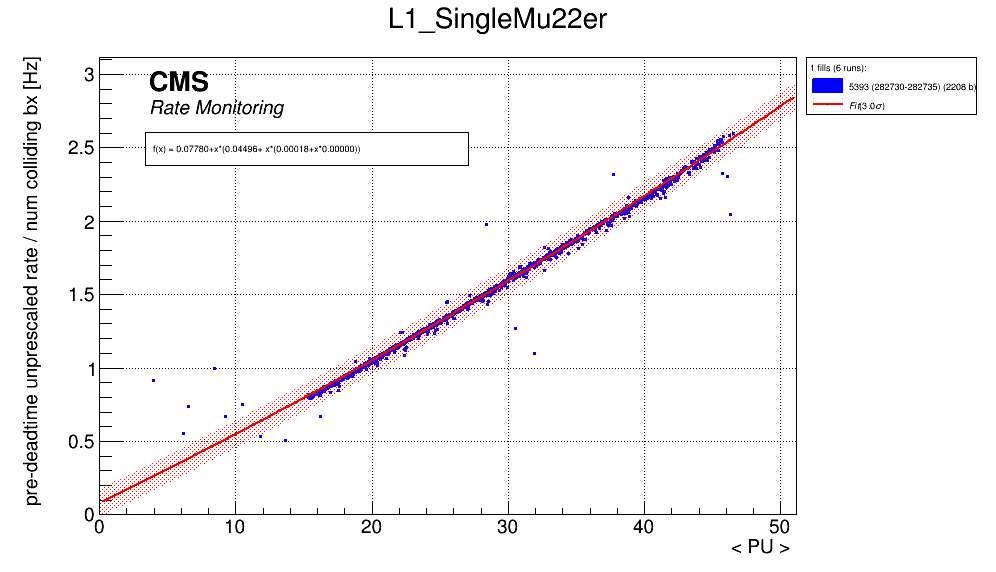 L1_SingleMu22er
pre-deadtime unprescaled rate / num colliding bx [Hz]
CMS
Rate Monitoring
f(x) = 0.07780+x*(0.04496+ x*(0.00018+x*0.00000))
3
2.5
2
1.5
1
0.5
0
0 10 20 30 40 50
< PU >
1 fills (6 runs):
5393 (282730-282735) (2208 b)
Fit(3.0σ)